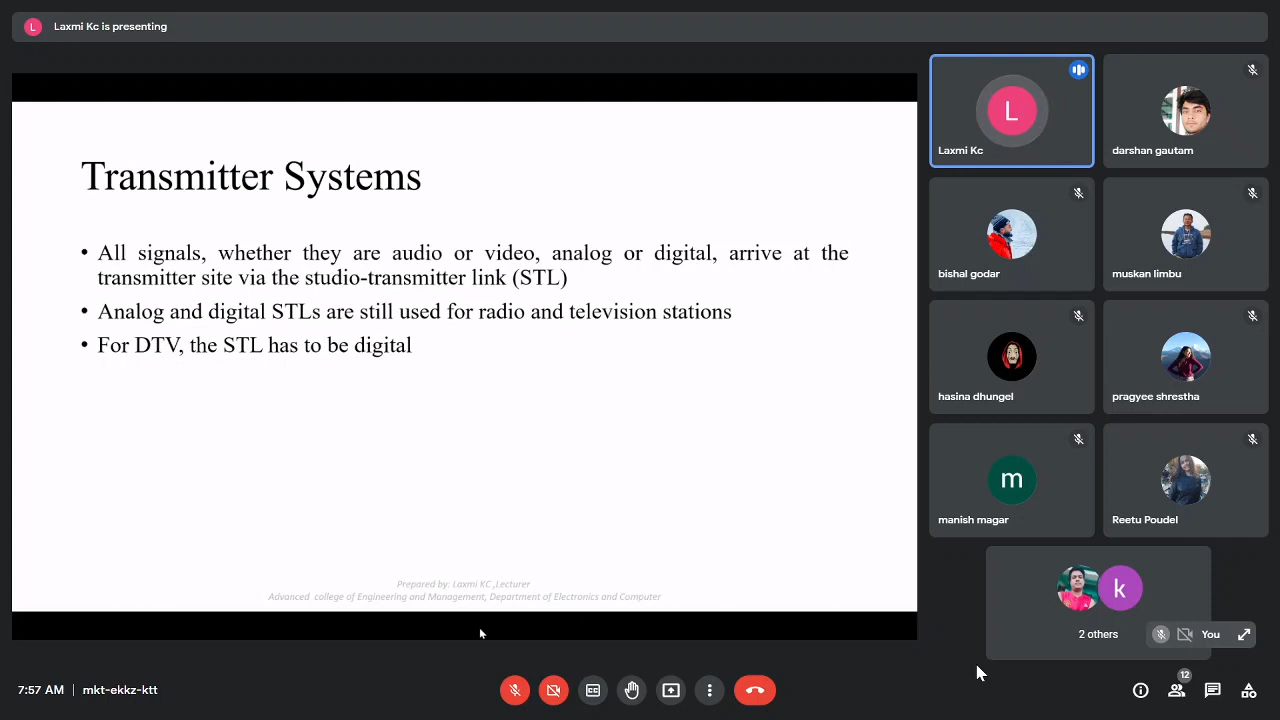 L Laxmi Kc is presenting
Transmitter Systems
• All signals, whether they are audio or video, analog or digital, arrive at the
transmitter site via the studio-transmitter link (STL)
• Analog and digital STLs are still used for radio and television stations
• For DTV, the STL has to be digital
Prepared by: Laxmi KC ,Lecturer
Advanced college of Engineering and Management, Department of Electronics and Computer
L
Laxmi Kc
darshan gautam
bishal godar
muskan limbu
hasina dhungel
pragyee shrestha
m
manish magar
Reetu Poudel
k
2 others
You
7:57 AM | mkt-ekkz-ktt
CC
12